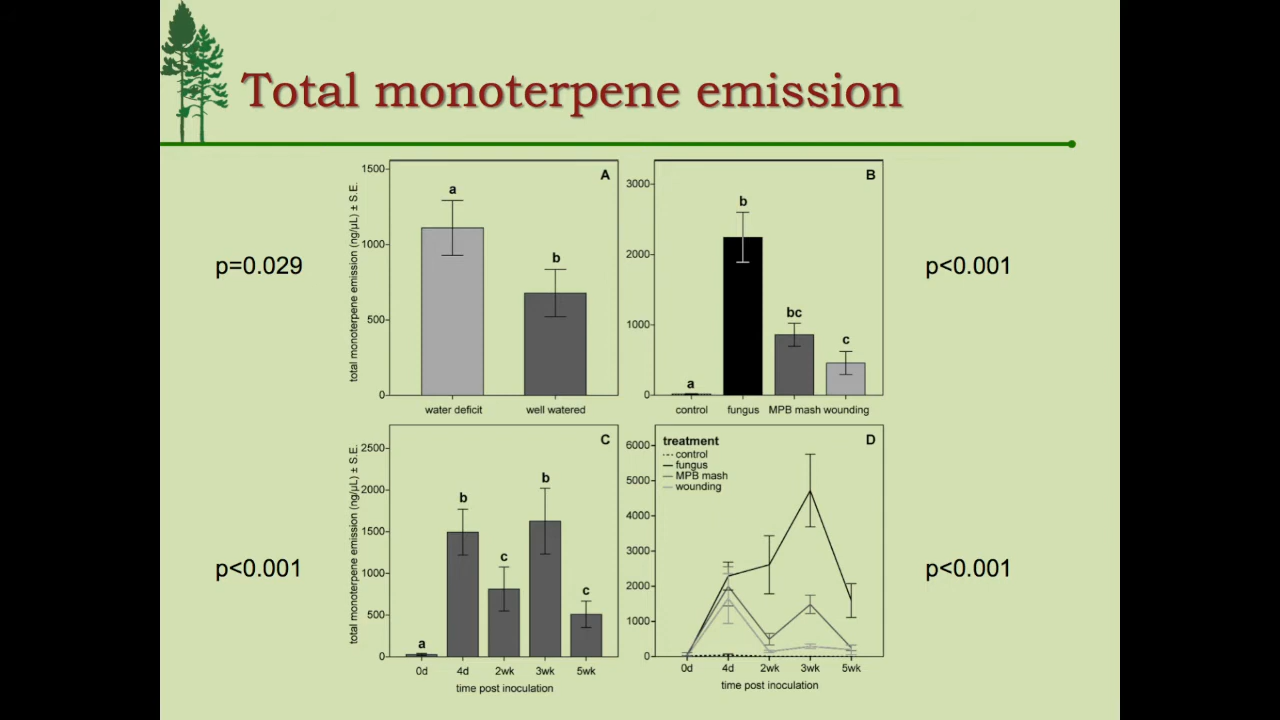 Total monoterpene emission
p=0.029
total monoterpene emission (ng/µL) ± S.E.
1500
1000
500
0
A
a
b
water deficit
well watered
3000
2000
1000
0
B
a
b
bc
c
control
fungus
MPB mash
wounding
p<0.001
p<0.001
total monoterpene emission (ng/µL) ± S.E.
2500
2000
1500
1000
500
0
C
a
b
c
b
c
0d
4d
2wk
3wk
5wk
time post inoculation
6000
5000
4000
3000
2000
1000
0
D
treatment
control
fungus
MPB mash
wounding
0d
4d
2wk
3wk
5wk
time post inoculation
p<0.001